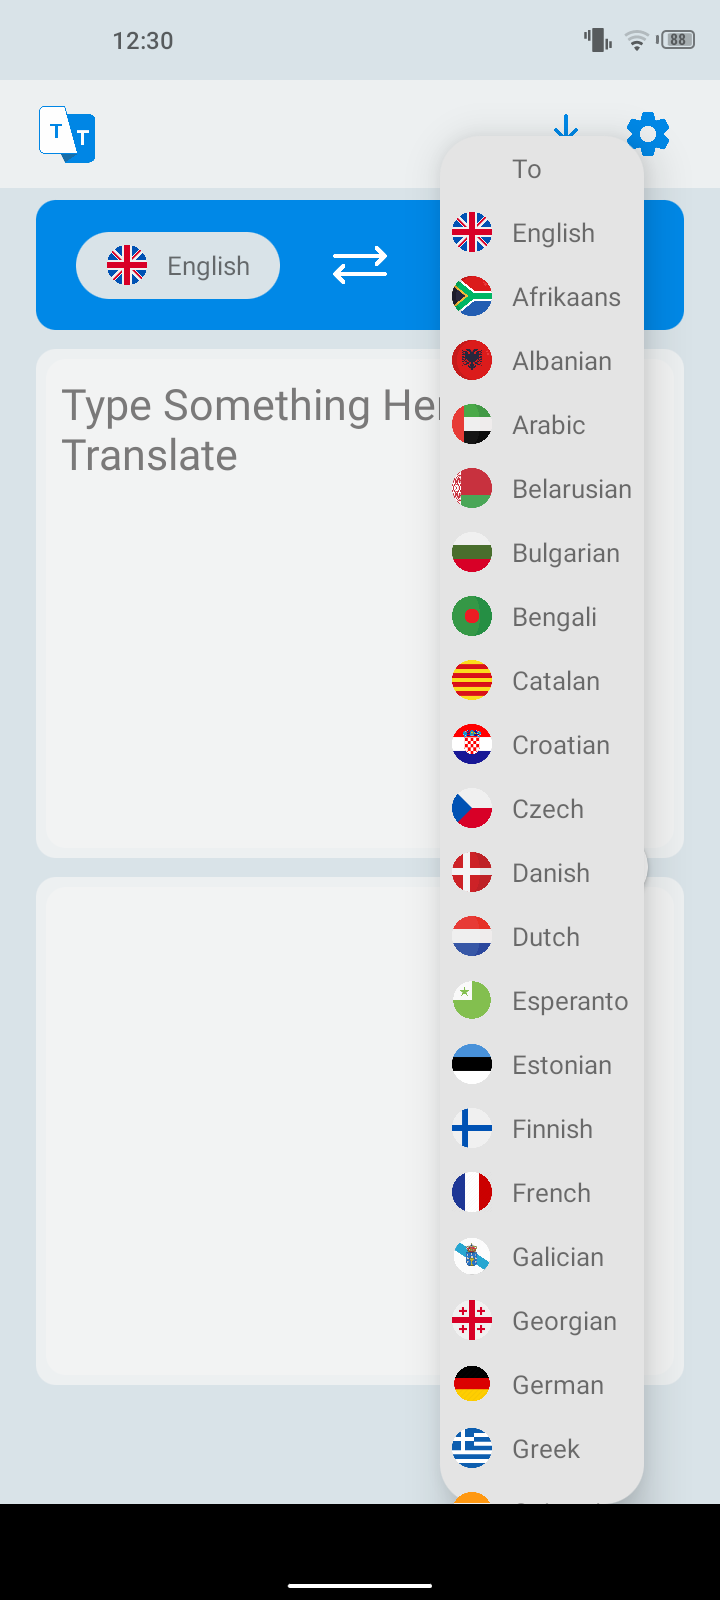 12:30
88
T T
To
English
English
Afrikaans
Albanian
Type Something Her
Translate
Arabic
Belarusian
Bulgarian
Bengali
Catalan
Croatian
Czech
Danish
Dutch
Esperanto
Estonian
Finnish
French
Galician
Georgian
German
Greek